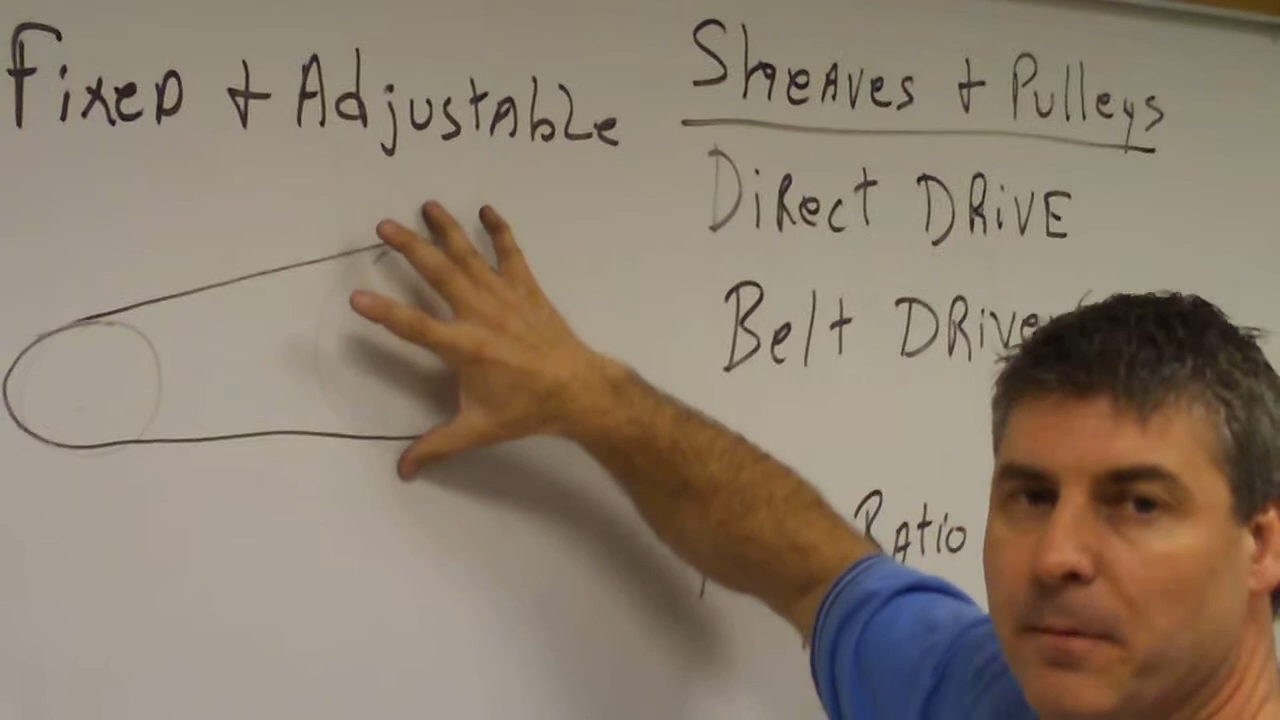 Fixed + Adjustable
Sheaves + Pulleys
Direct DRiVE
Belt DRive
Ratio